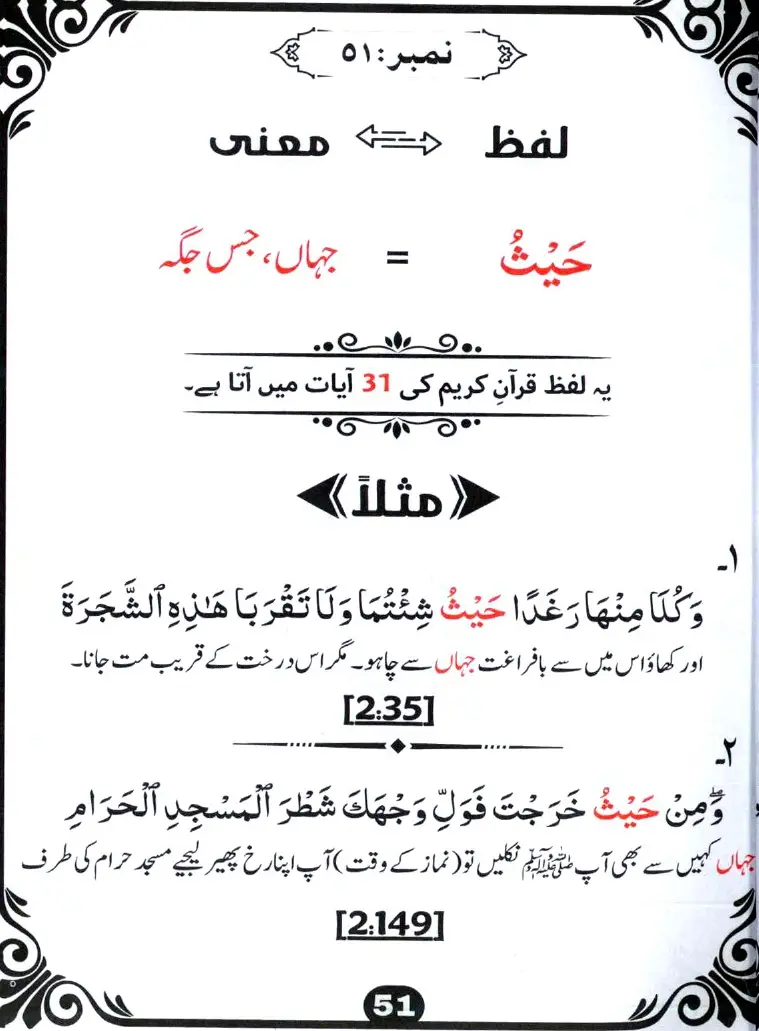 نمبر: ۵۱
لفظ ⇐⇒ معنی
حَيْثُ = جہاں، جس جگہ
یہ لفظ قرآنِ کریم کی 31 آیات میں آتا ہے۔
مثلاً
۱۔
وَكُلَا مِنْهَا رَغَدًا حَيْثُ شِئْتُمَا وَلَا تَقْرَبَا هَٰذِهِ ٱلشَّجَرَةَ
اور کھاؤ اس میں سے بافراغت جہاں سے چاہو۔ مگر اس درخت کے قریب مت جانا۔
[2:35]
۲۔
وَمِنْ حَيْثُ خَرَجْتَ فَوَلِّ وَجْهَكَ شَطْرَ ٱلْمَسْجِدِ ٱلْحَرَامِ
جہاں کہیں سے بھی آپ ﷺ نکلیں تو (نماز کے وقت) آپ اپنا رخ پھیر لیجیے مسجد حرام کی طرف
[2:149]
51